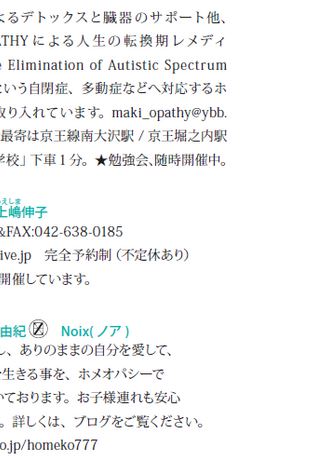 よるデトックスと臓器のサポート他、
PATHYによる人生の転換期レメディ
e Elimination of Autistic Spectrum
という自閉症、多動症などへ対応するホ
取り入れています。maki_opathy@ybb.
最寄は京王線南大沢駅 / 京王堀之内駅
学校」下車1分。★勉強会、随時開催中。
えしま
上嶋伸子
&FAX:042-638-0185
ive.jp 完全予約制（不定休あり）
開催しています。
由紀 Noix(ノア)
し、ありのままの自分を愛して、
生きる事を、ホメオパシーで
いております。お子様連れも安心
。詳しくは、ブログをご覧ください。
o.jp/homeko777